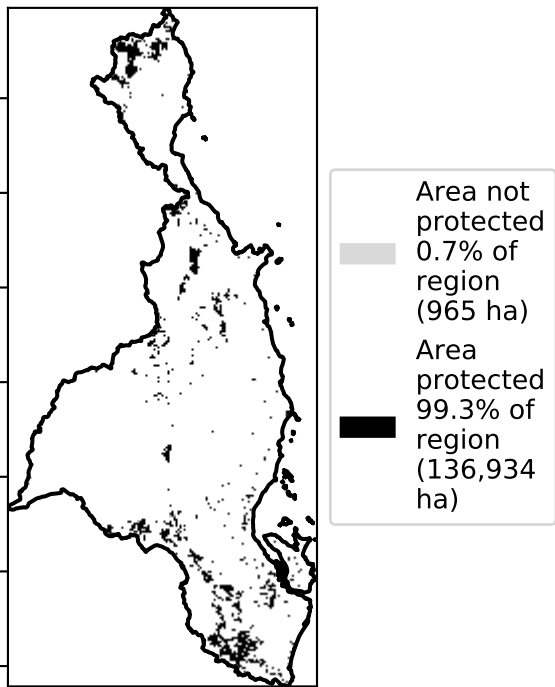 Area not
protected
0.7% of
region
(965 ha)
Area
protected
99.3% of
region
(136,934
ha)